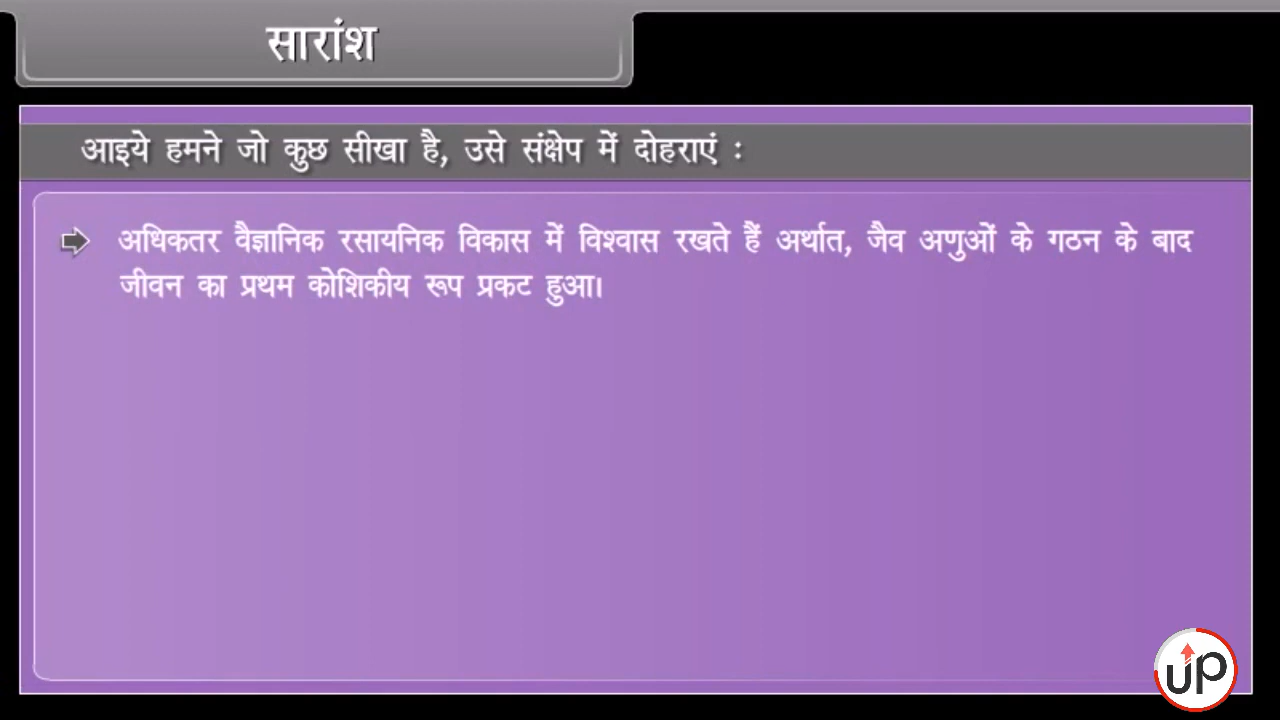 सारांश
आइये हमने जो कुछ सीखा है, उसे संक्षेप में दोहराएं :
अधिकतर वैज्ञानिक रसायनिक विकास में विश्वास रखते हैं अर्थात, जैव अणुओं के गठन के बाद
जीवन का प्रथम कोशिकीय रूप प्रकट हुआ।
UP